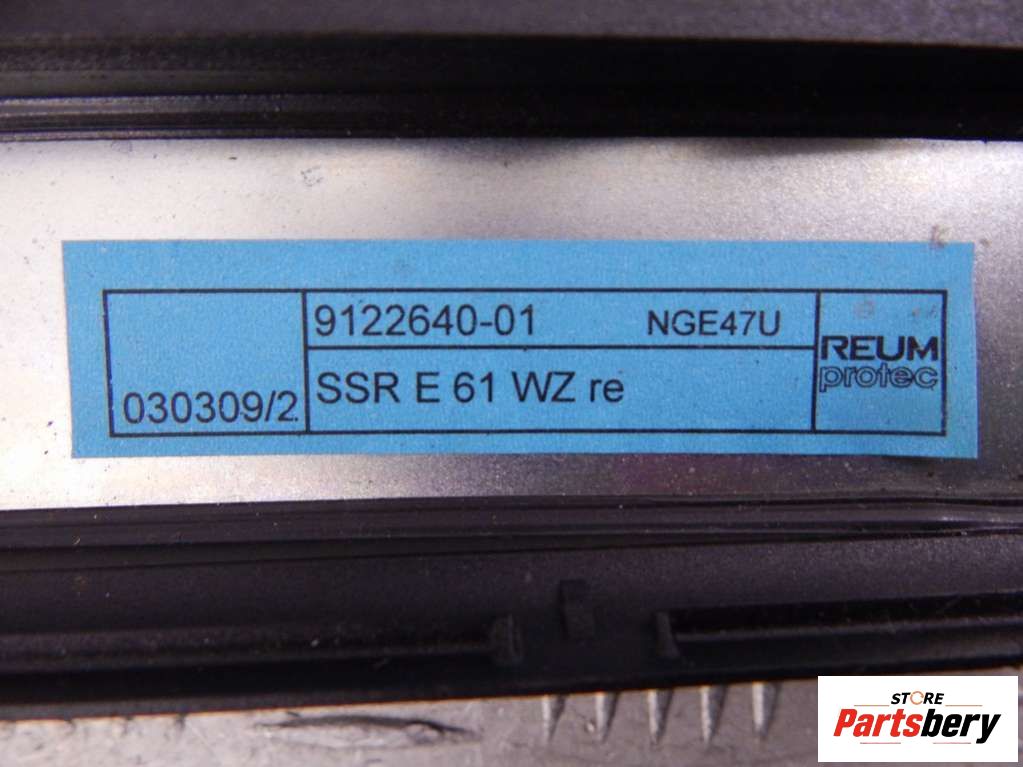 9122640-01 NGE47U
REUM
protec
030309/2 SSR E 61 WZ re
STORE
Partsbery